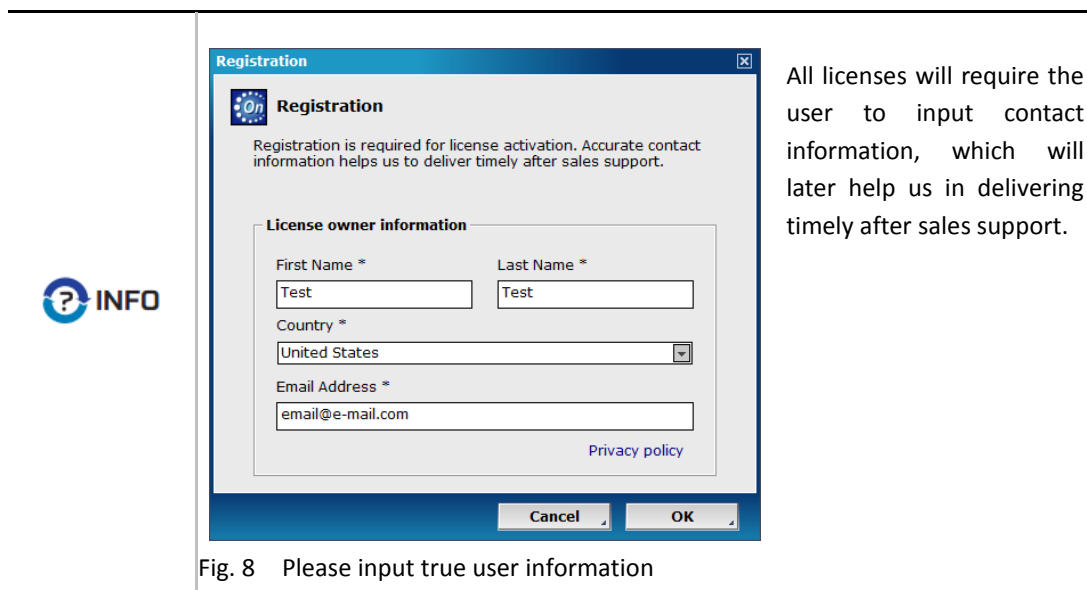 Registration
On Registration
Registration is required for license activation. Accurate contact
information helps us to deliver timely after sales support.
License owner information
First Name * Last Name *
Test Test
Country *
United States
Email Address *
email@e-mail.com
Privacy policy
Cancel OK
All licenses will require the
user to input contact
information, which will
later help us in delivering
timely after sales support.
? INFO
Fig. 8 Please input true user information